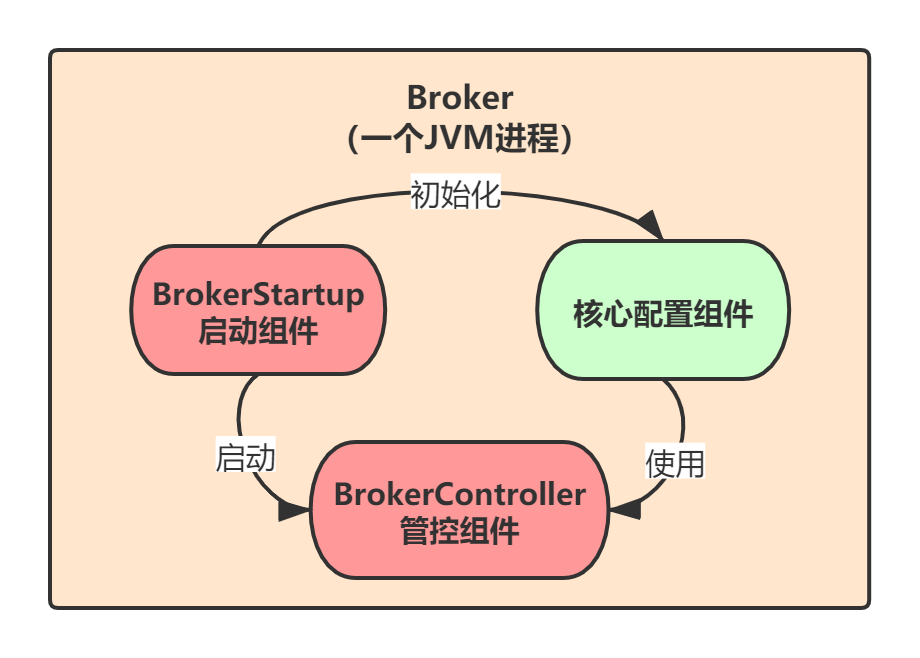 Broker
（一个JVM进程）
初始化
BrokerStartup
启动组件
核心配置组件
启动
使用
BrokerController
管控组件